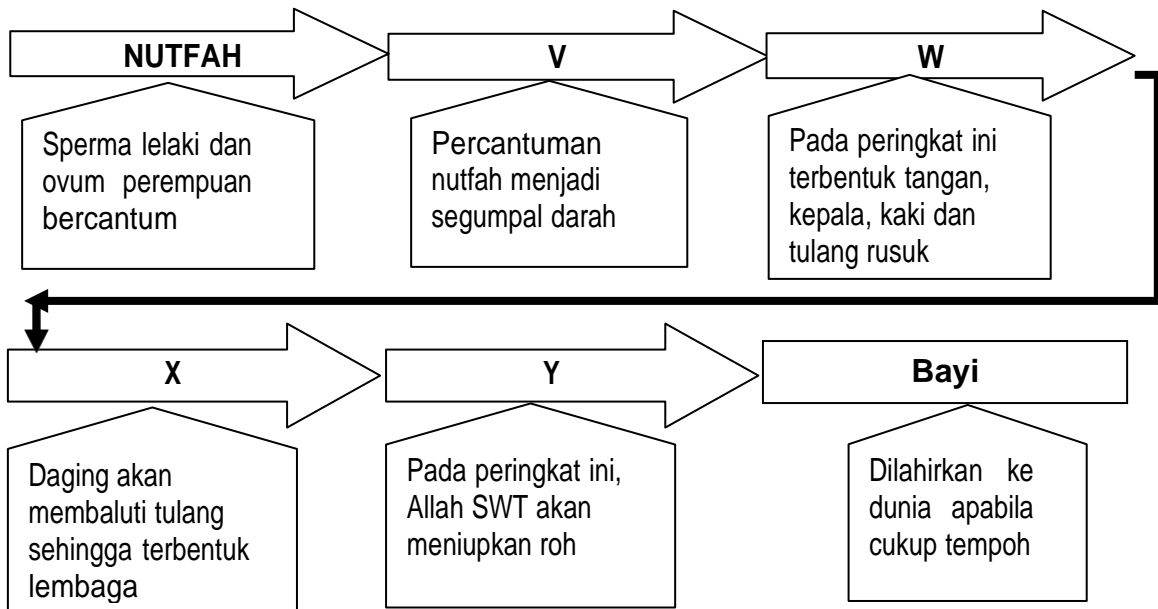 NUTFAH
V
W
Sperma lelaki dan
ovum perempuan
bercantum
Percantuman
nutfah menjadi
segumpal darah
Pada peringkat ini
terbentuk tangan,
kepala, kaki dan
tulang rusuk
X
Y
Bayi
Daging akan
membaluti tulang
sehingga terbentuk
lembaga
Pada peringkat ini,
Allah SWT akan
meniupkan roh
Dilahirkan ke
dunia apabila
cukup tempoh